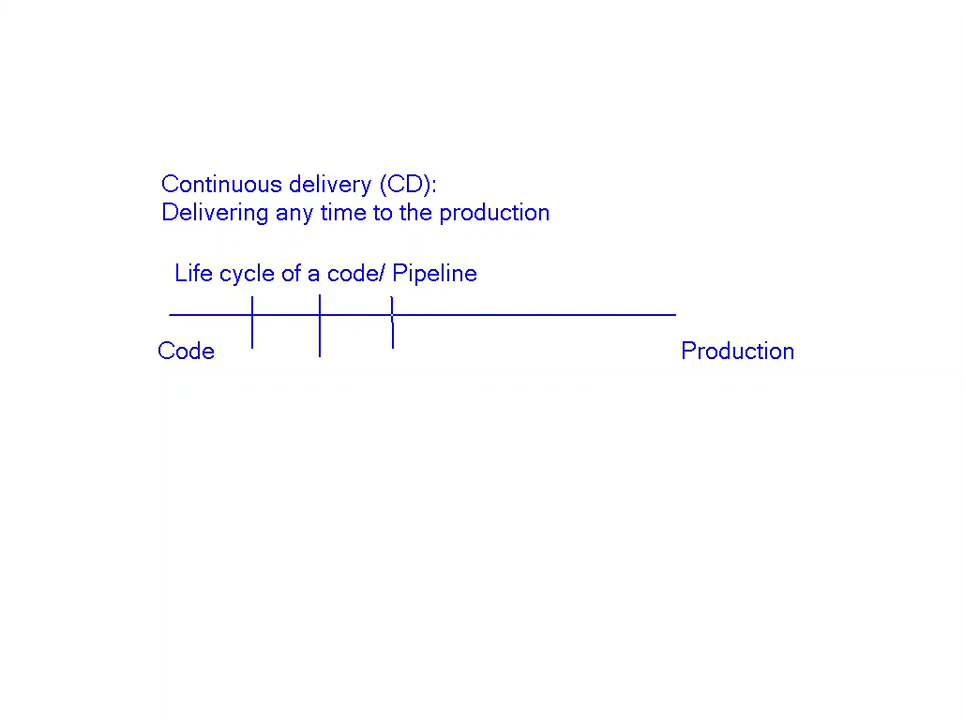 Continuous delivery (CD):
Delivering any time to the production
Life cycle of a code/ Pipeline
Code
Production